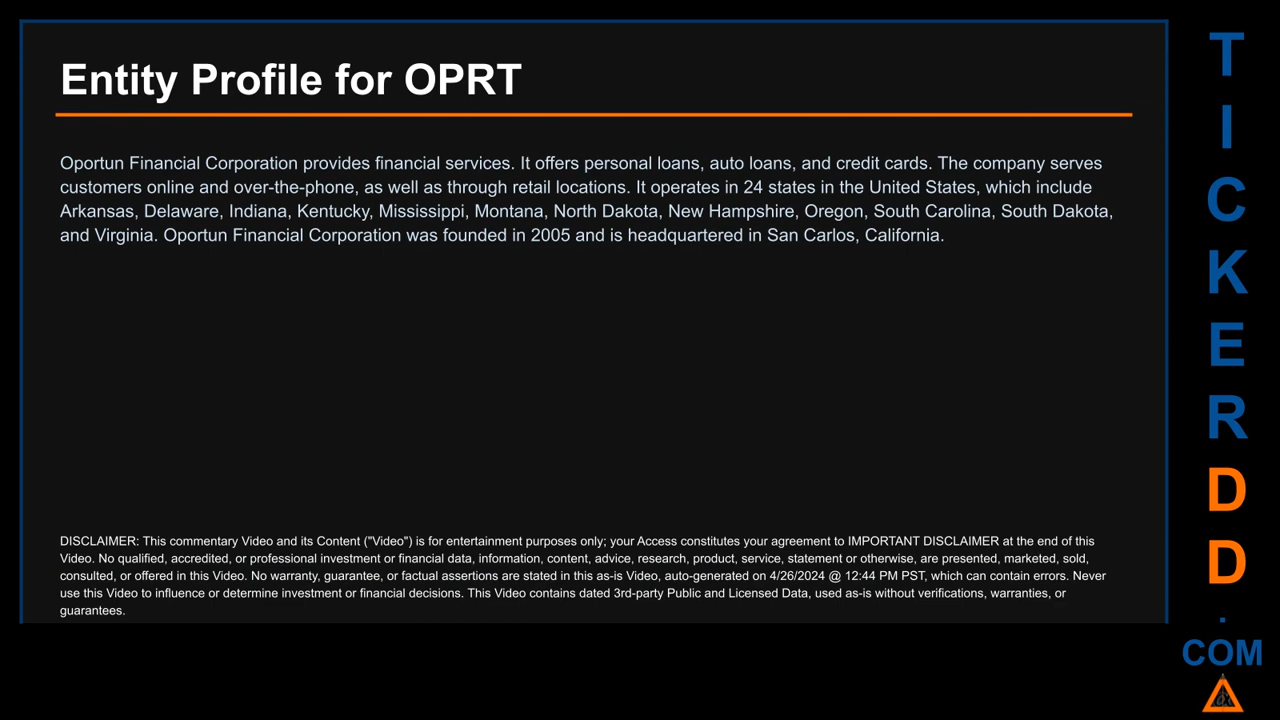 Entity Profile for OPRT
Oportun Financial Corporation provides financial services. It offers personal loans, auto loans, and credit cards. The company serves
customers online and over-the-phone, as well as through retail locations. It operates in 24 states in the United States, which include
Arkansas, Delaware, Indiana, Kentucky, Mississippi, Montana, North Dakota, New Hampshire, Oregon, South Carolina, South Dakota,
and Virginia. Oportun Financial Corporation was founded in 2005 and is headquartered in San Carlos, California.
DISCLAIMER: This commentary Video and its Content ("Video") is for entertainment purposes only; your Access constitutes your agreement to IMPORTANT DISCLAIMER at the end of this
Video. No qualified, accredited, or professional investment or financial data, information, content, advice, research, product, service, statement or otherwise, are presented, marketed, sold,
consulted, or offered in this Video. No warranty, guarantee, or factual assertions are stated in this as-is Video, auto-generated on 4/26/2024 @ 12:44 PM PST, which can contain errors. Never
use this Video to influence or determine investment or financial decisions. This Video contains dated 3rd-party Public and Licensed Data, used as-is without verifications, warranties, or
guarantees.
T
I
C
K
E
R
D
D
.
COM